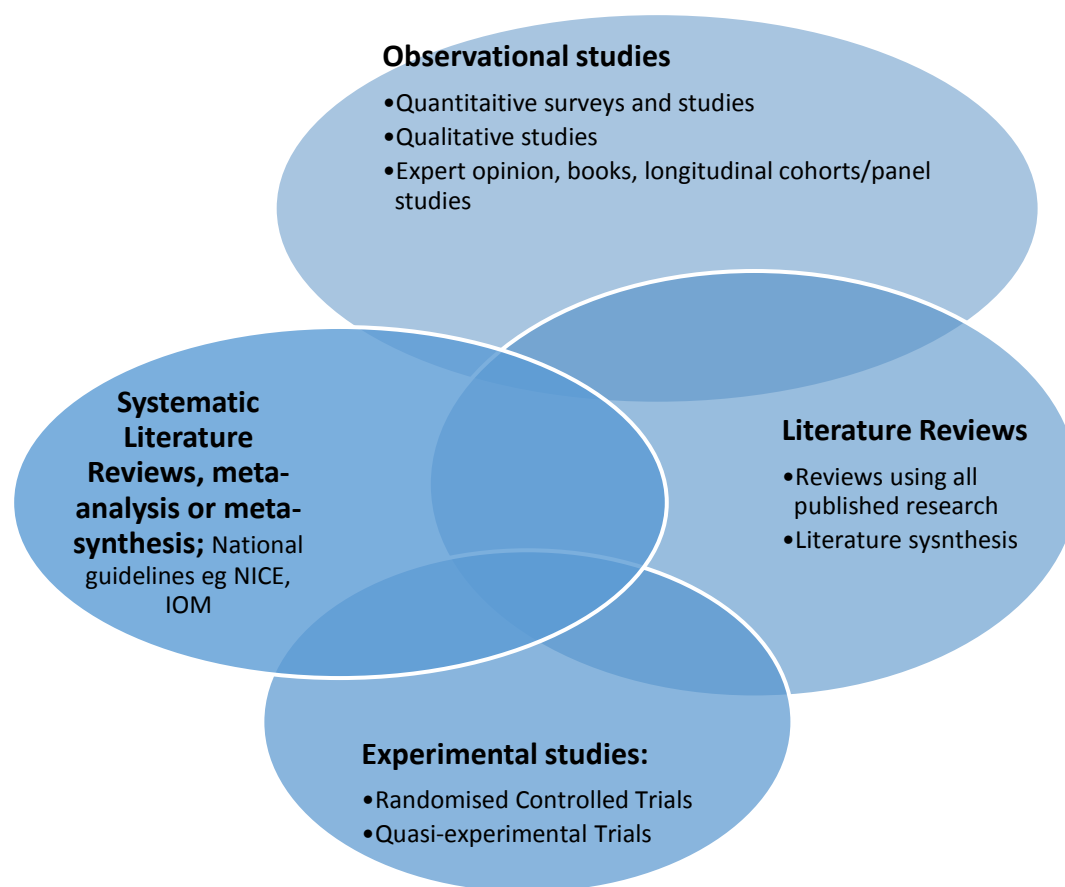 Observational studies
•Quantitaitive surveys and studies
•Qualitative studies
•Expert opinion, books, longitudinal cohorts/panel
studies
Systematic
Literature
Reviews, meta-
analysis or meta-
synthesis; National
guidelines eg NICE,
IOM
Literature Reviews
•Reviews using all
published research
•Literature sysnthesis
Experimental studies:
•Randomised Controlled Trials
•Quasi-experimental Trials